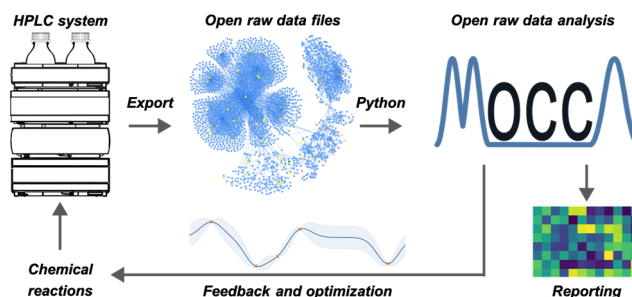 HPLC system
Open raw data files
Open raw data analysis
Export
Python
MOCCA
Chemical
reactions
Feedback and optimization
Reporting